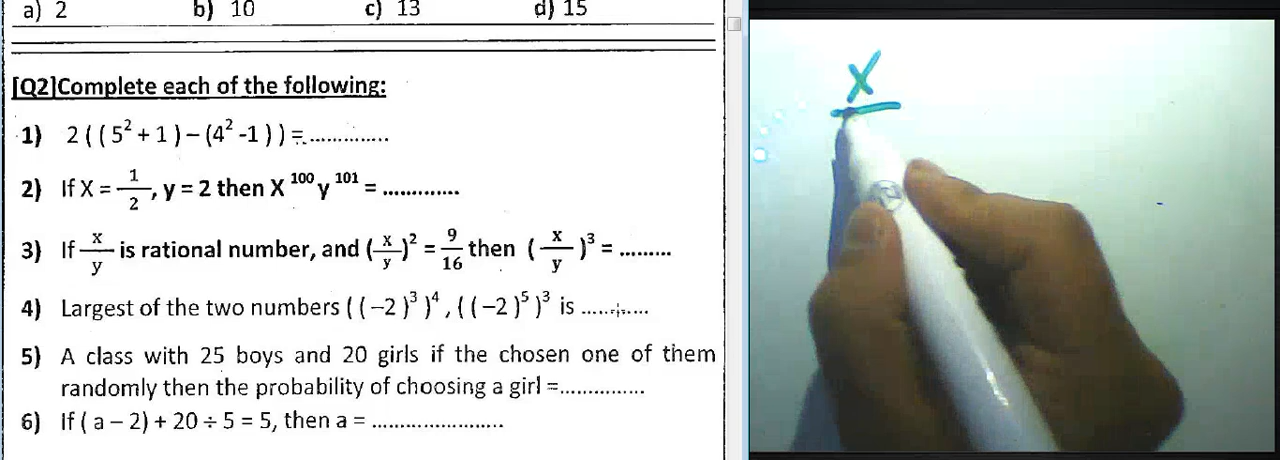 a) 2 b) 10 c) 13 d) 15
[Q2]Complete each of the following:
1) 2 ( ( 5² + 1 ) – (4² -1 ) ) = ..............
2) If X = 1/2 , y = 2 then X ¹⁰⁰ y ¹⁰¹ = .............
3) If x/y is rational number, and (x/y)² = 9/16 then (x/y)³ = .........
4) Largest of the two numbers ( ( –2 )³ )⁴ , ( ( –2 )⁵ )³ is ............
5) A class with 25 boys and 20 girls if the chosen one of them
randomly then the probability of choosing a girl =..............
6) If ( a – 2) + 20 ÷ 5 = 5, then a = ......................
X